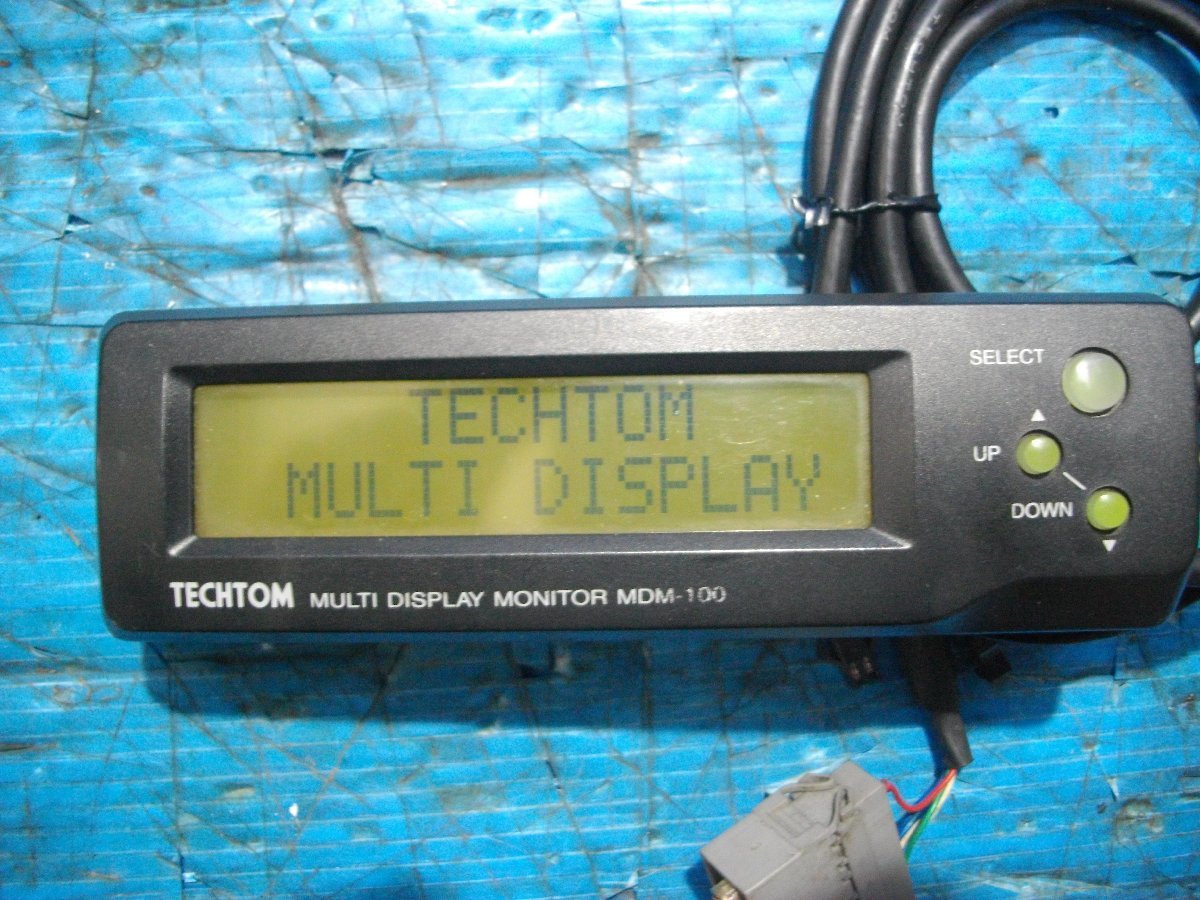 TECHTOM
MULTI DISPLAY
SELECT
▲
UP
DOWN
▼
TECHTOM MULTI DISPLAY MONITOR MDM-100